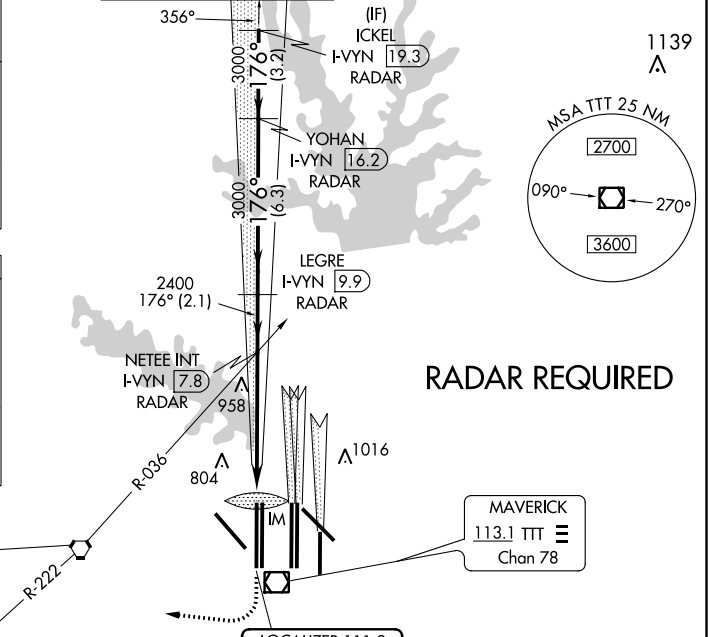 356°
(IF)
ICKEL
I-VYN 19.3
RADAR
1139
3000
176°
(3.2)
MSA TTT 25 NM
2700
090°
270°
3600
YOHAN
I-VYN 16.2
RADAR
3000
176°
(6.3)
LEGRE
I-VYN 9.9
RADAR
2400
176° (2.1)
NETEE INT
I-VYN 7.8
RADAR
958
RADAR REQUIRED
1016
804
R-036
IM
MAVERICK
113.1 TTT
Chan 78
R-222